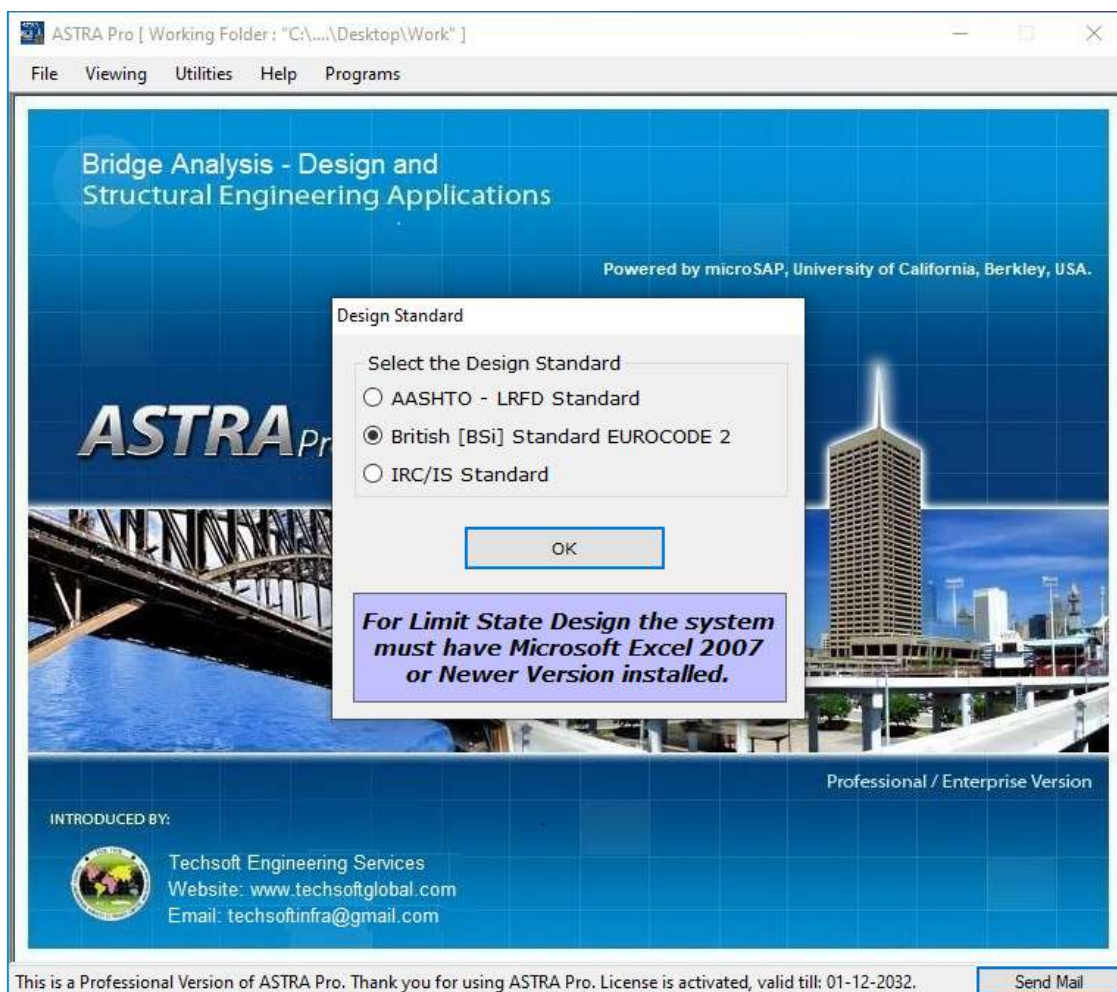 ASTRA Pro [ Working Folder : "C:\....\Desktop\Work" ]
File Viewing Utilities Help Programs
Bridge Analysis - Design and
Structural Engineering Applications
Powered by microSAP, University of California, Berkley, USA.
Design Standard
Select the Design Standard
AASHTO - LRFD Standard
British [BSi] Standard EUROCODE 2
IRC/IS Standard
ASTRA Pr
OK
For Limit State Design the system
must have Microsoft Excel 2007
or Newer Version installed.
Professional / Enterprise Version
INTRODUCED BY:
Techsoft Engineering Services
Website: www.techsoftglobal.com
Email: techsoftinfra@gmail.com
This is a Professional Version of ASTRA Pro. Thank you for using ASTRA Pro. License is activated, valid till: 01-12-2032. Send Mail